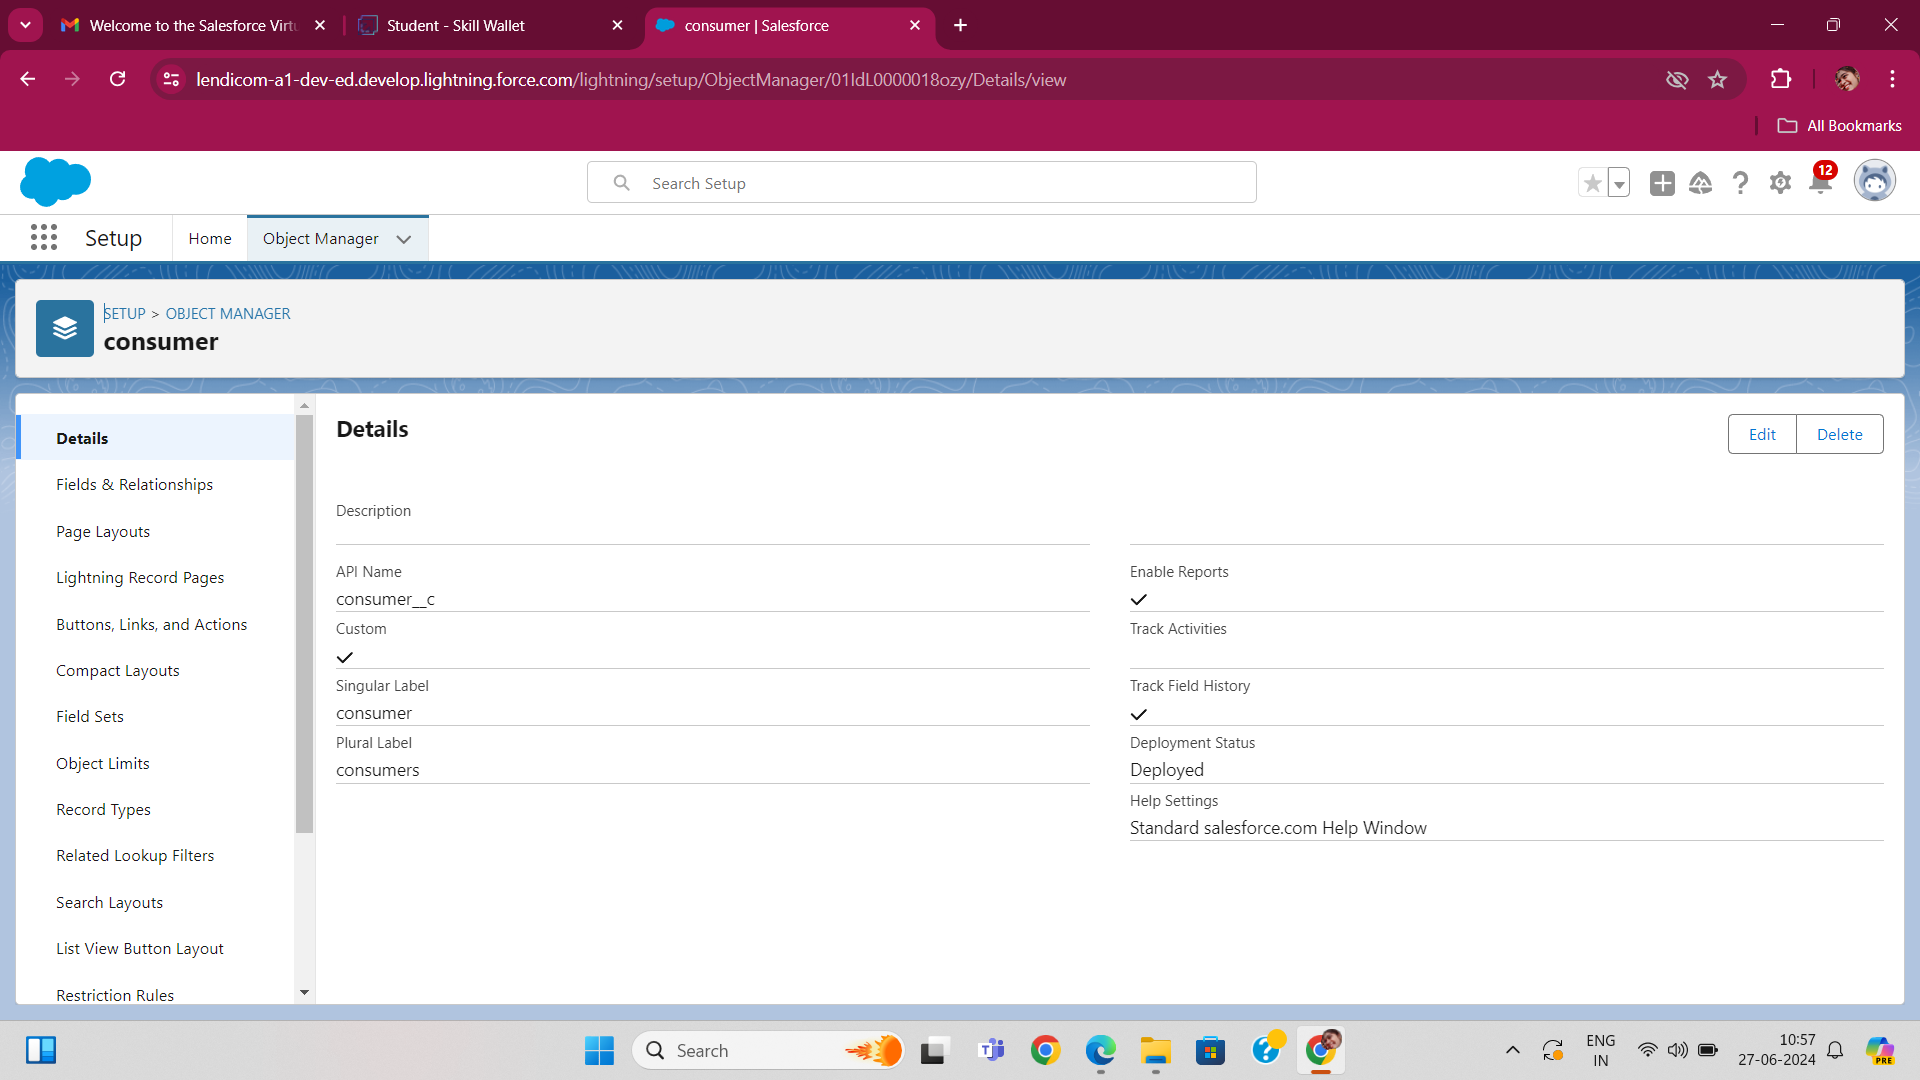 Welcome to the Salesforce Virtu
Student - Skill Wallet
consumer | Salesforce
lendicom-a1-dev-ed.develop.lightning.force.com/lightning/setup/ObjectManager/01IdL0000018ozy/Details/view
All Bookmarks
Search Setup
12
Setup
Home
Object Manager
SETUP > OBJECT MANAGER
consumer
Details
Fields & Relationships
Page Layouts
Lightning Record Pages
Buttons, Links, and Actions
Compact Layouts
Field Sets
Object Limits
Record Types
Related Lookup Filters
Search Layouts
List View Button Layout
Restriction Rules
Details
Edit
Delete
Description
API Name
consumer__c
Custom
Singular Label
consumer
Plural Label
consumers
Enable Reports
Track Activities
Track Field History
Deployment Status
Deployed
Help Settings
Standard salesforce.com Help Window
Search
ENG
IN
10:57
27-06-2024
PRE